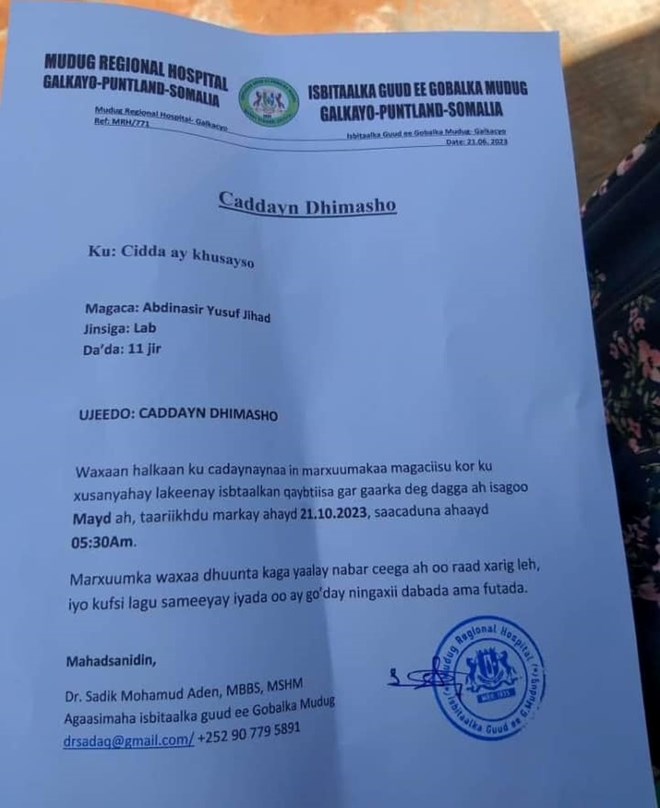 MUDUG REGIONAL HOSPITAL
GALKAYO-PUNTLAND-SOMALIA
Mudug Regional Hospital- Galkacyo
Ref: MRH/771
ISBITAALKA GUUD EE GOBALKA MUDUG
GALKAYO-PUNTLAND-SOMALIA
Isbitaalka Guud ee Gobalka Mudug- Galkacyo
Date: 21.06. 2023
Caddayn Dhimasho
Ku: Cidda ay khusayso
Magaca: Abdinasir Yusuf Jihad
Jinsiga: Lab
Da'da: 11 jir
UJEEDO: CADDAYN DHIMASHO
Waxaan halkaan ku cadaynaynaa in marxuumakaa magaciisu kor ku
xusanyahay lakeenay isbtaalkan qaybtiisa gar gaarka deg dagga ah isagoo
Mayd ah, taariikhdu markay ahayd 21.10.2023, saacaduna ahaayd
05:30Am.
Marxuumka waxaa dhuunta kaga yaalay nabar ceega ah oo raad xarig leh,
iyo kufsi lagu sameeyay iyada oo ay go'day ningaxii dabada ama futada.
Mahadsanidin,
Dr. Sadik Mohamud Aden, MBBS, MSHM
Agaasimaha isbitaalka guud ee Gobalka Mudug
drsadaq@gmail.com/ +252 90 779 5891
Mudug Regional Hospital
Isbitaalka Guud ee G.Mudug